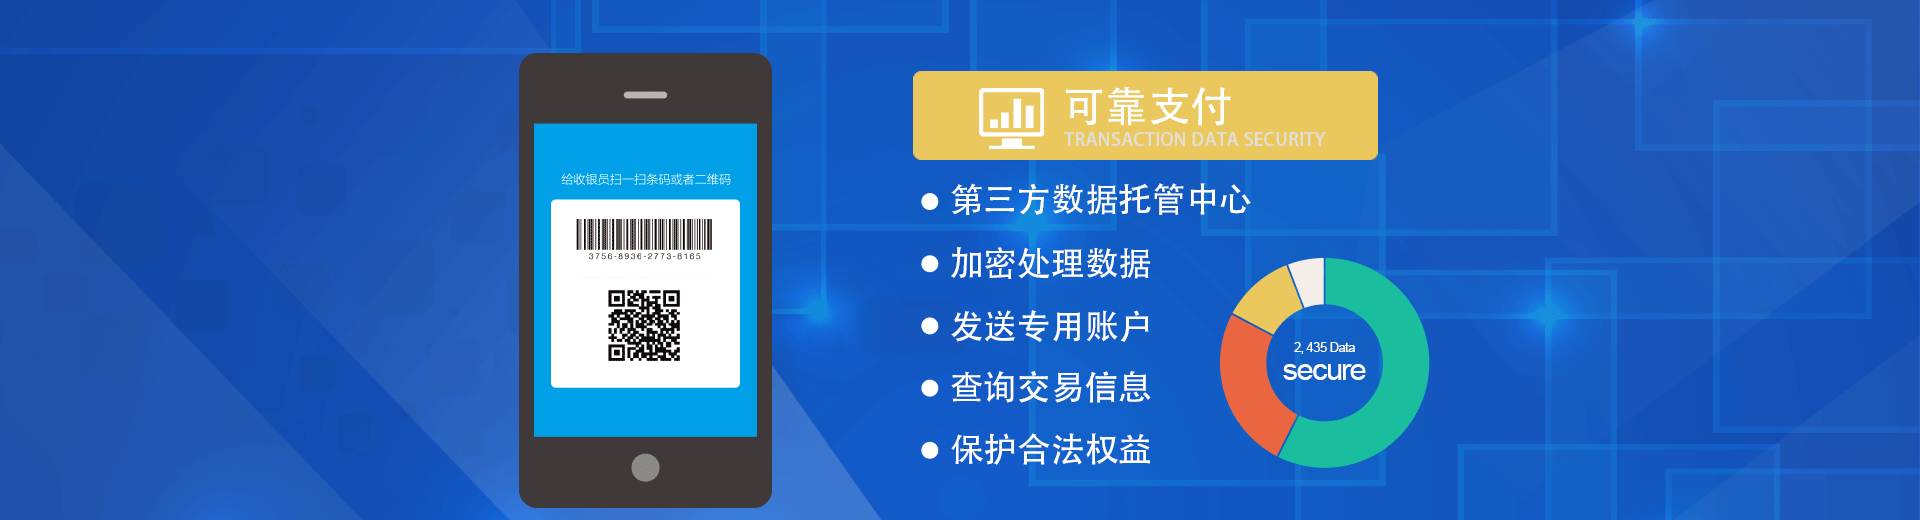 给收银员扫一扫条码或者二维码
3756-8936-2773-8165
可靠支付
TRANSACTION DATA SECURITY
第三方数据托管中心
加密处理数据
发送专用账户
查询交易信息
保护合法权益
2, 435 Data
secure